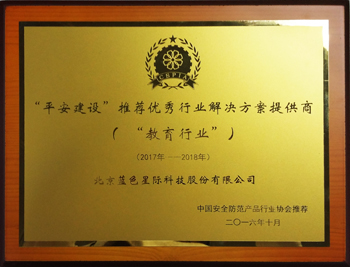 CSPIA
“平安建设”推荐优秀行业解决方案提供商
(“教育行业”)
(2017年---2018年)
北京蓝色星际科技股份有限公司
中国安全防范产品行业协会推荐
二〇一六年十月